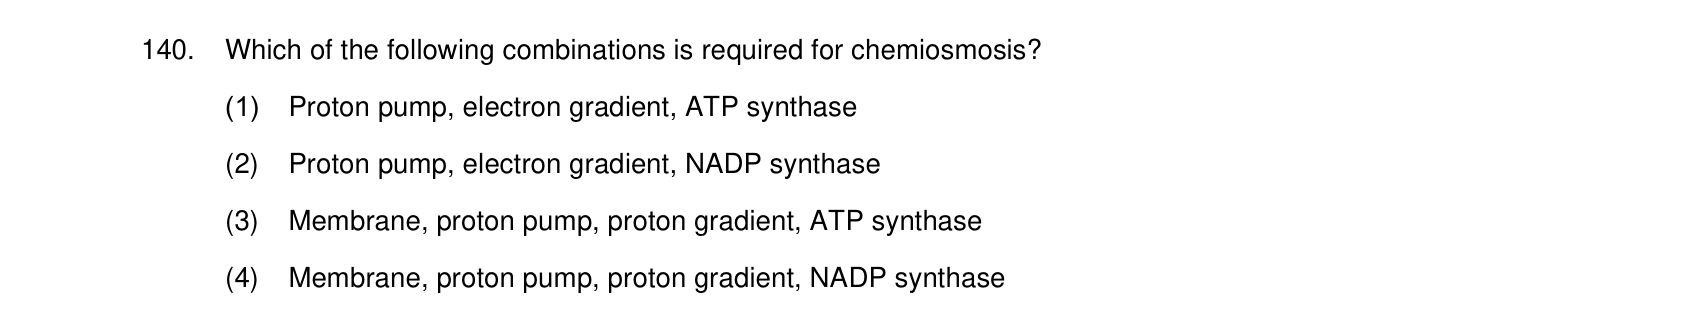 140. Which of the following combinations is required for chemiosmosis?
(1) Proton pump, electron gradient, ATP synthase
(2) Proton pump, electron gradient, NADP synthase
(3) Membrane, proton pump, proton gradient, ATP synthase
(4) Membrane, proton pump, proton gradient, NADP synthase